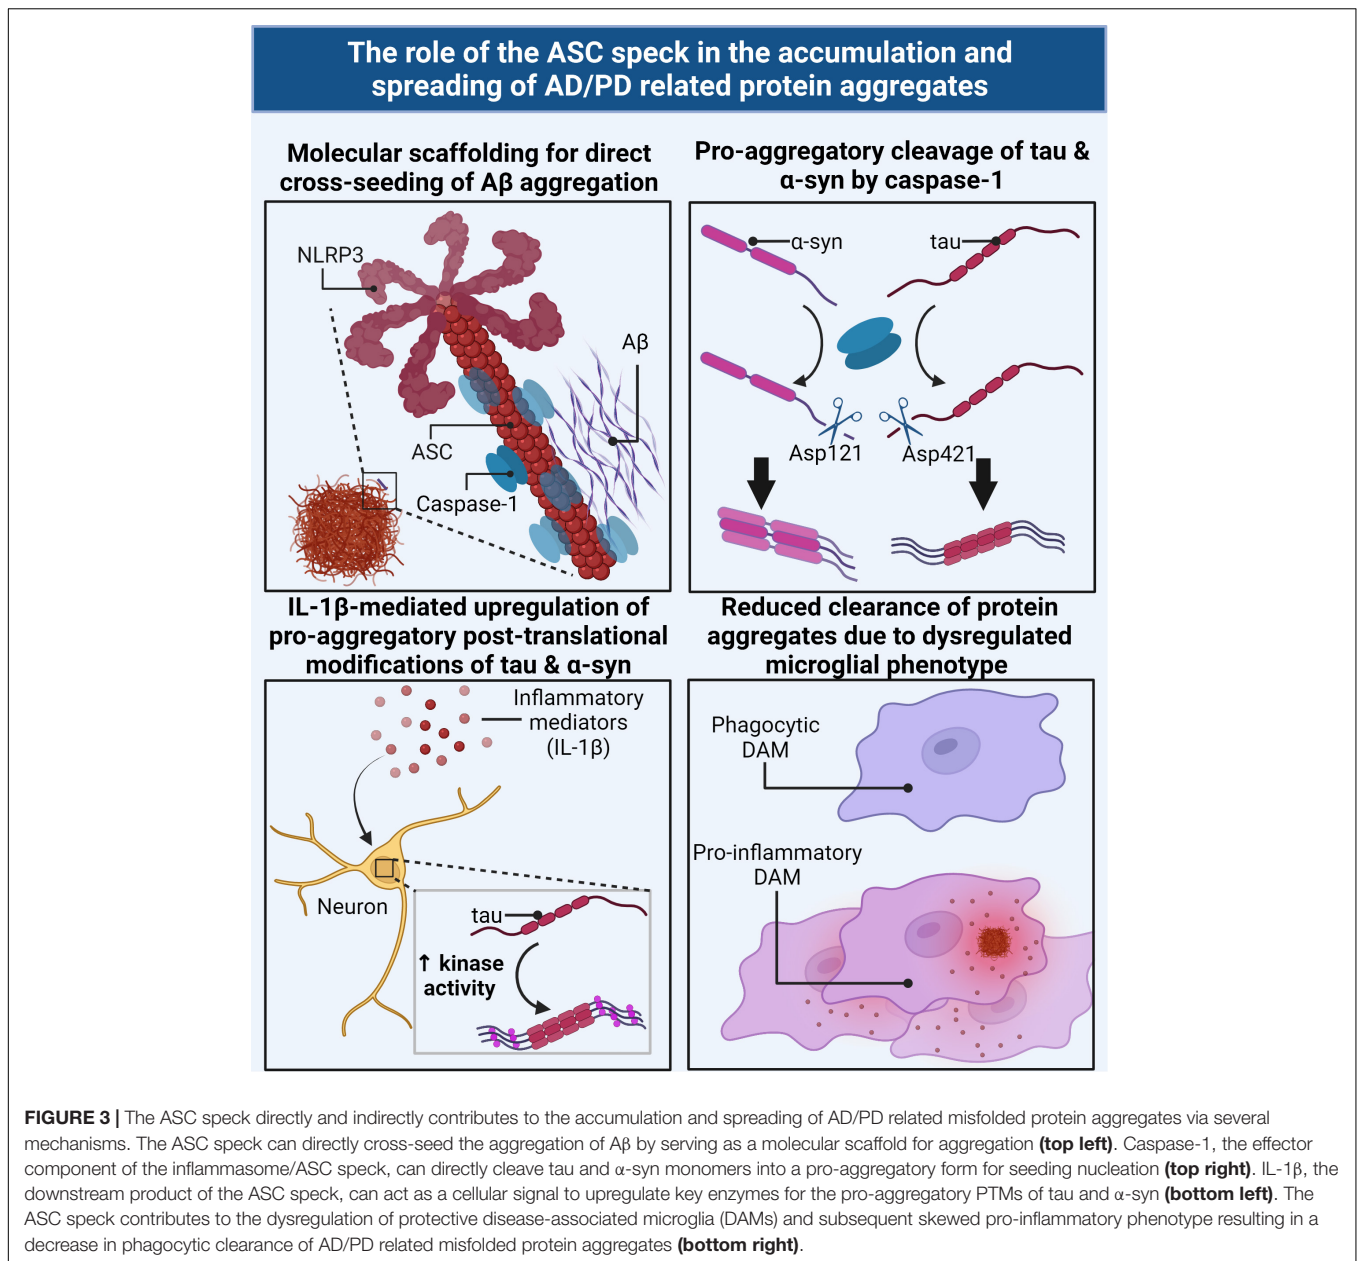 The role of the ASC speck in the accumulation and
spreading of AD/PD related protein aggregates
Molecular scaffolding for direct
cross-seeding of Aβ aggregation
NLRP3
Aβ
ASC
Caspase-1
Pro-aggregatory cleavage of tau &
α-syn by caspase-1
α-syn
tau
Asp121
Asp421
IL-1β-mediated upregulation of
pro-aggregatory post-translational
modifications of tau & α-syn
Inflammatory
mediators
(IL-1β)
Neuron
tau
↑ kinase
activity
Reduced clearance of protein
aggregates due to dysregulated
microglial phenotype
Phagocytic
DAM
Pro-inflammatory
DAM
FIGURE 3 | The ASC speck directly and indirectly contributes to the accumulation and spreading of AD/PD related misfolded protein aggregates via several
mechanisms. The ASC speck can directly cross-seed the aggregation of Aβ by serving as a molecular scaffold for aggregation (top left). Caspase-1, the effector
component of the inflammasome/ASC speck, can directly cleave tau and α-syn monomers into a pro-aggregatory form for seeding nucleation (top right). IL-1β, the
downstream product of the ASC speck, can act as a cellular signal to upregulate key enzymes for the pro-aggregatory PTMs of tau and α-syn (bottom left). The
ASC speck contributes to the dysregulation of protective disease-associated microglia (DAMs) and subsequent skewed pro-inflammatory phenotype resulting in a
decrease in phagocytic clearance of AD/PD related misfolded protein aggregates (bottom right).